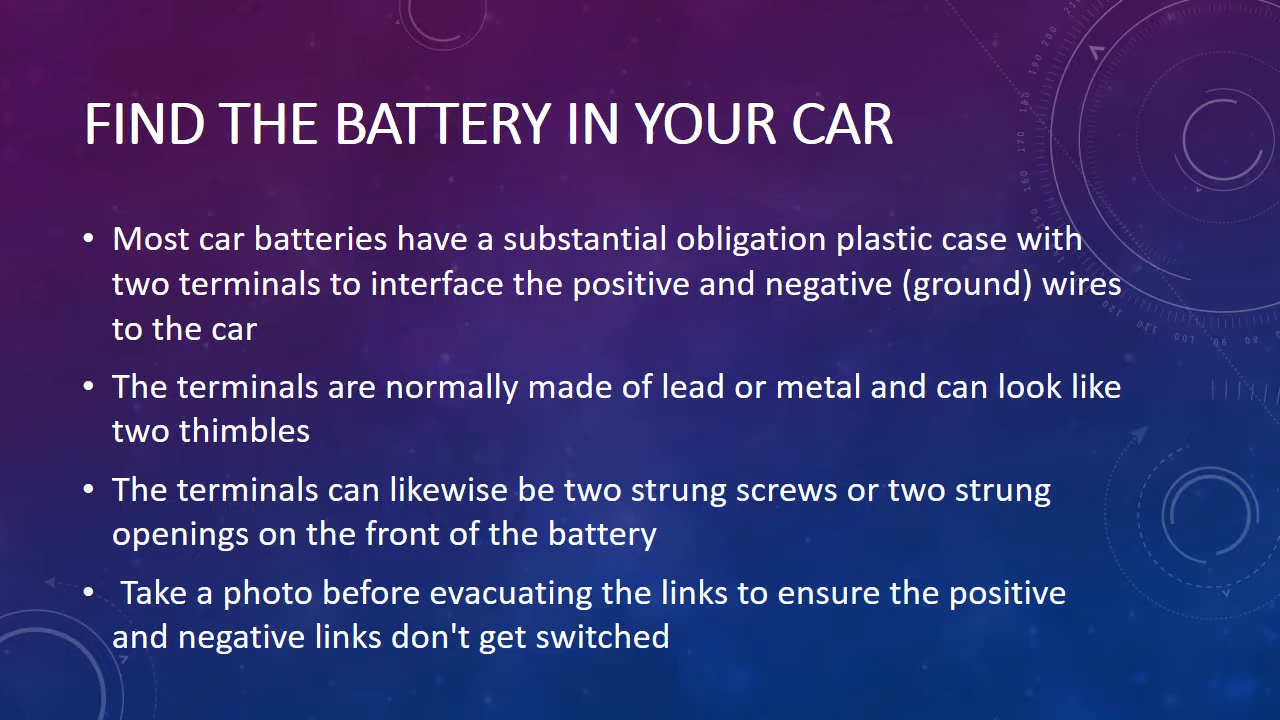 FIND THE BATTERY IN YOUR CAR
• Most car batteries have a substantial obligation plastic case with
two terminals to interface the positive and negative (ground) wires
to the car
• The terminals are normally made of lead or metal and can look like
two thimbles
• The terminals can likewise be two strung screws or two strung
openings on the front of the battery
• Take a photo before evacuating the links to ensure the positive
and negative links don't get switched